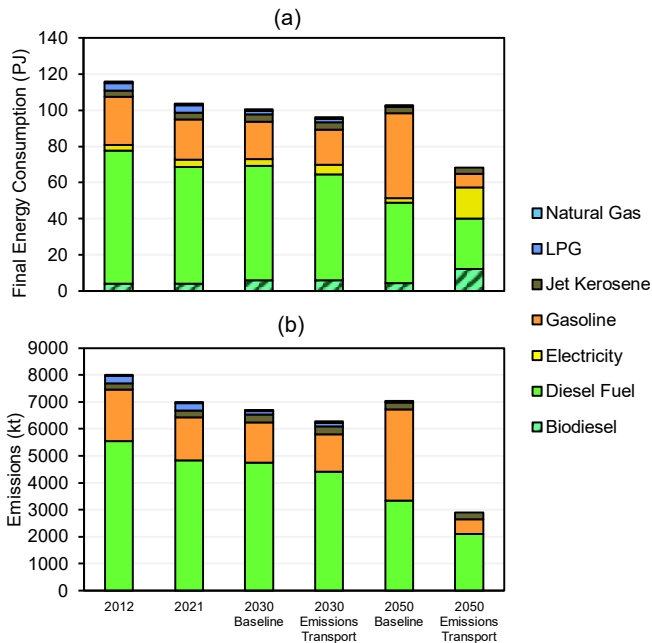 (a)
Final Energy Consumption (PJ)
140
120
100
80
60
40
20
0
Natural Gas
LPG
Jet Kerosene
Gasoline
Electricity
Diesel Fuel
Biodiesel
(b)
Emissions (kt)
9000
8000
7000
6000
5000
4000
3000
2000
1000
0
2012
2021
2030
Baseline
2030
Emissions
Transport
2050
Baseline
2050
Emissions
Transport